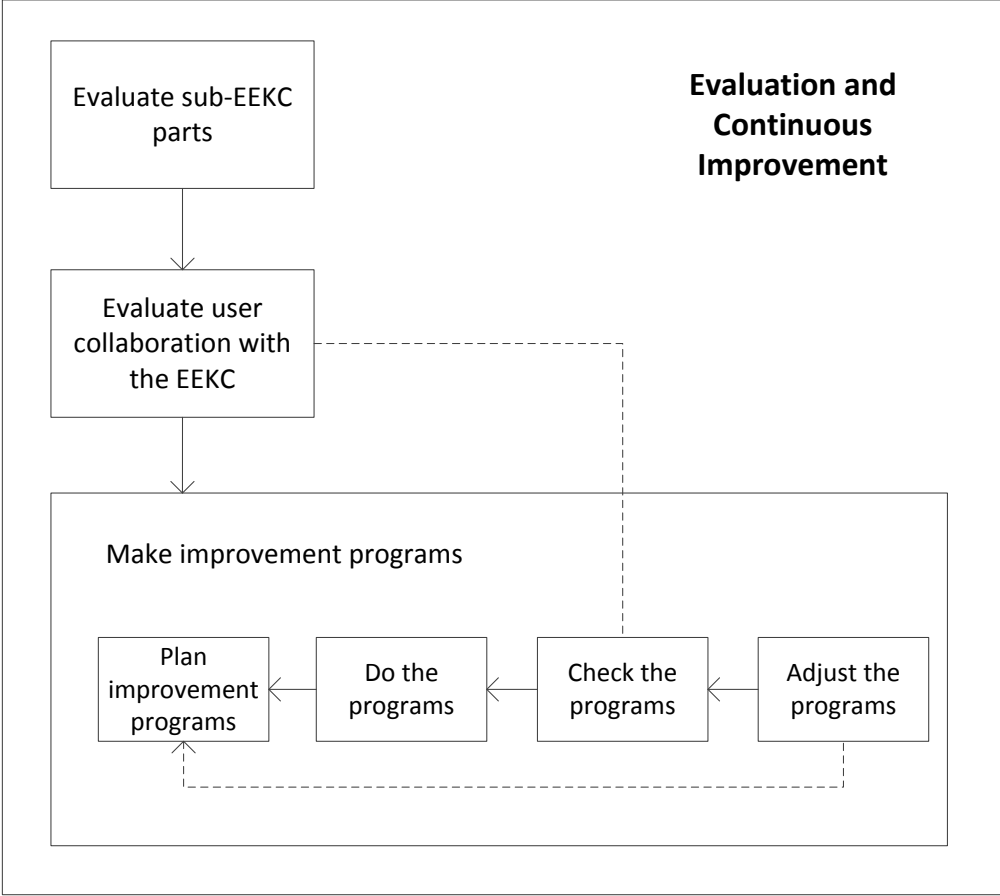 Evaluate sub-EEKC
parts
Evaluation and
Continuous
Improvement
Evaluate user
collaboration with
the EEKC
Make improvement programs
Plan
improvement
programs
Do the
programs
Check the
programs
Adjust the
programs